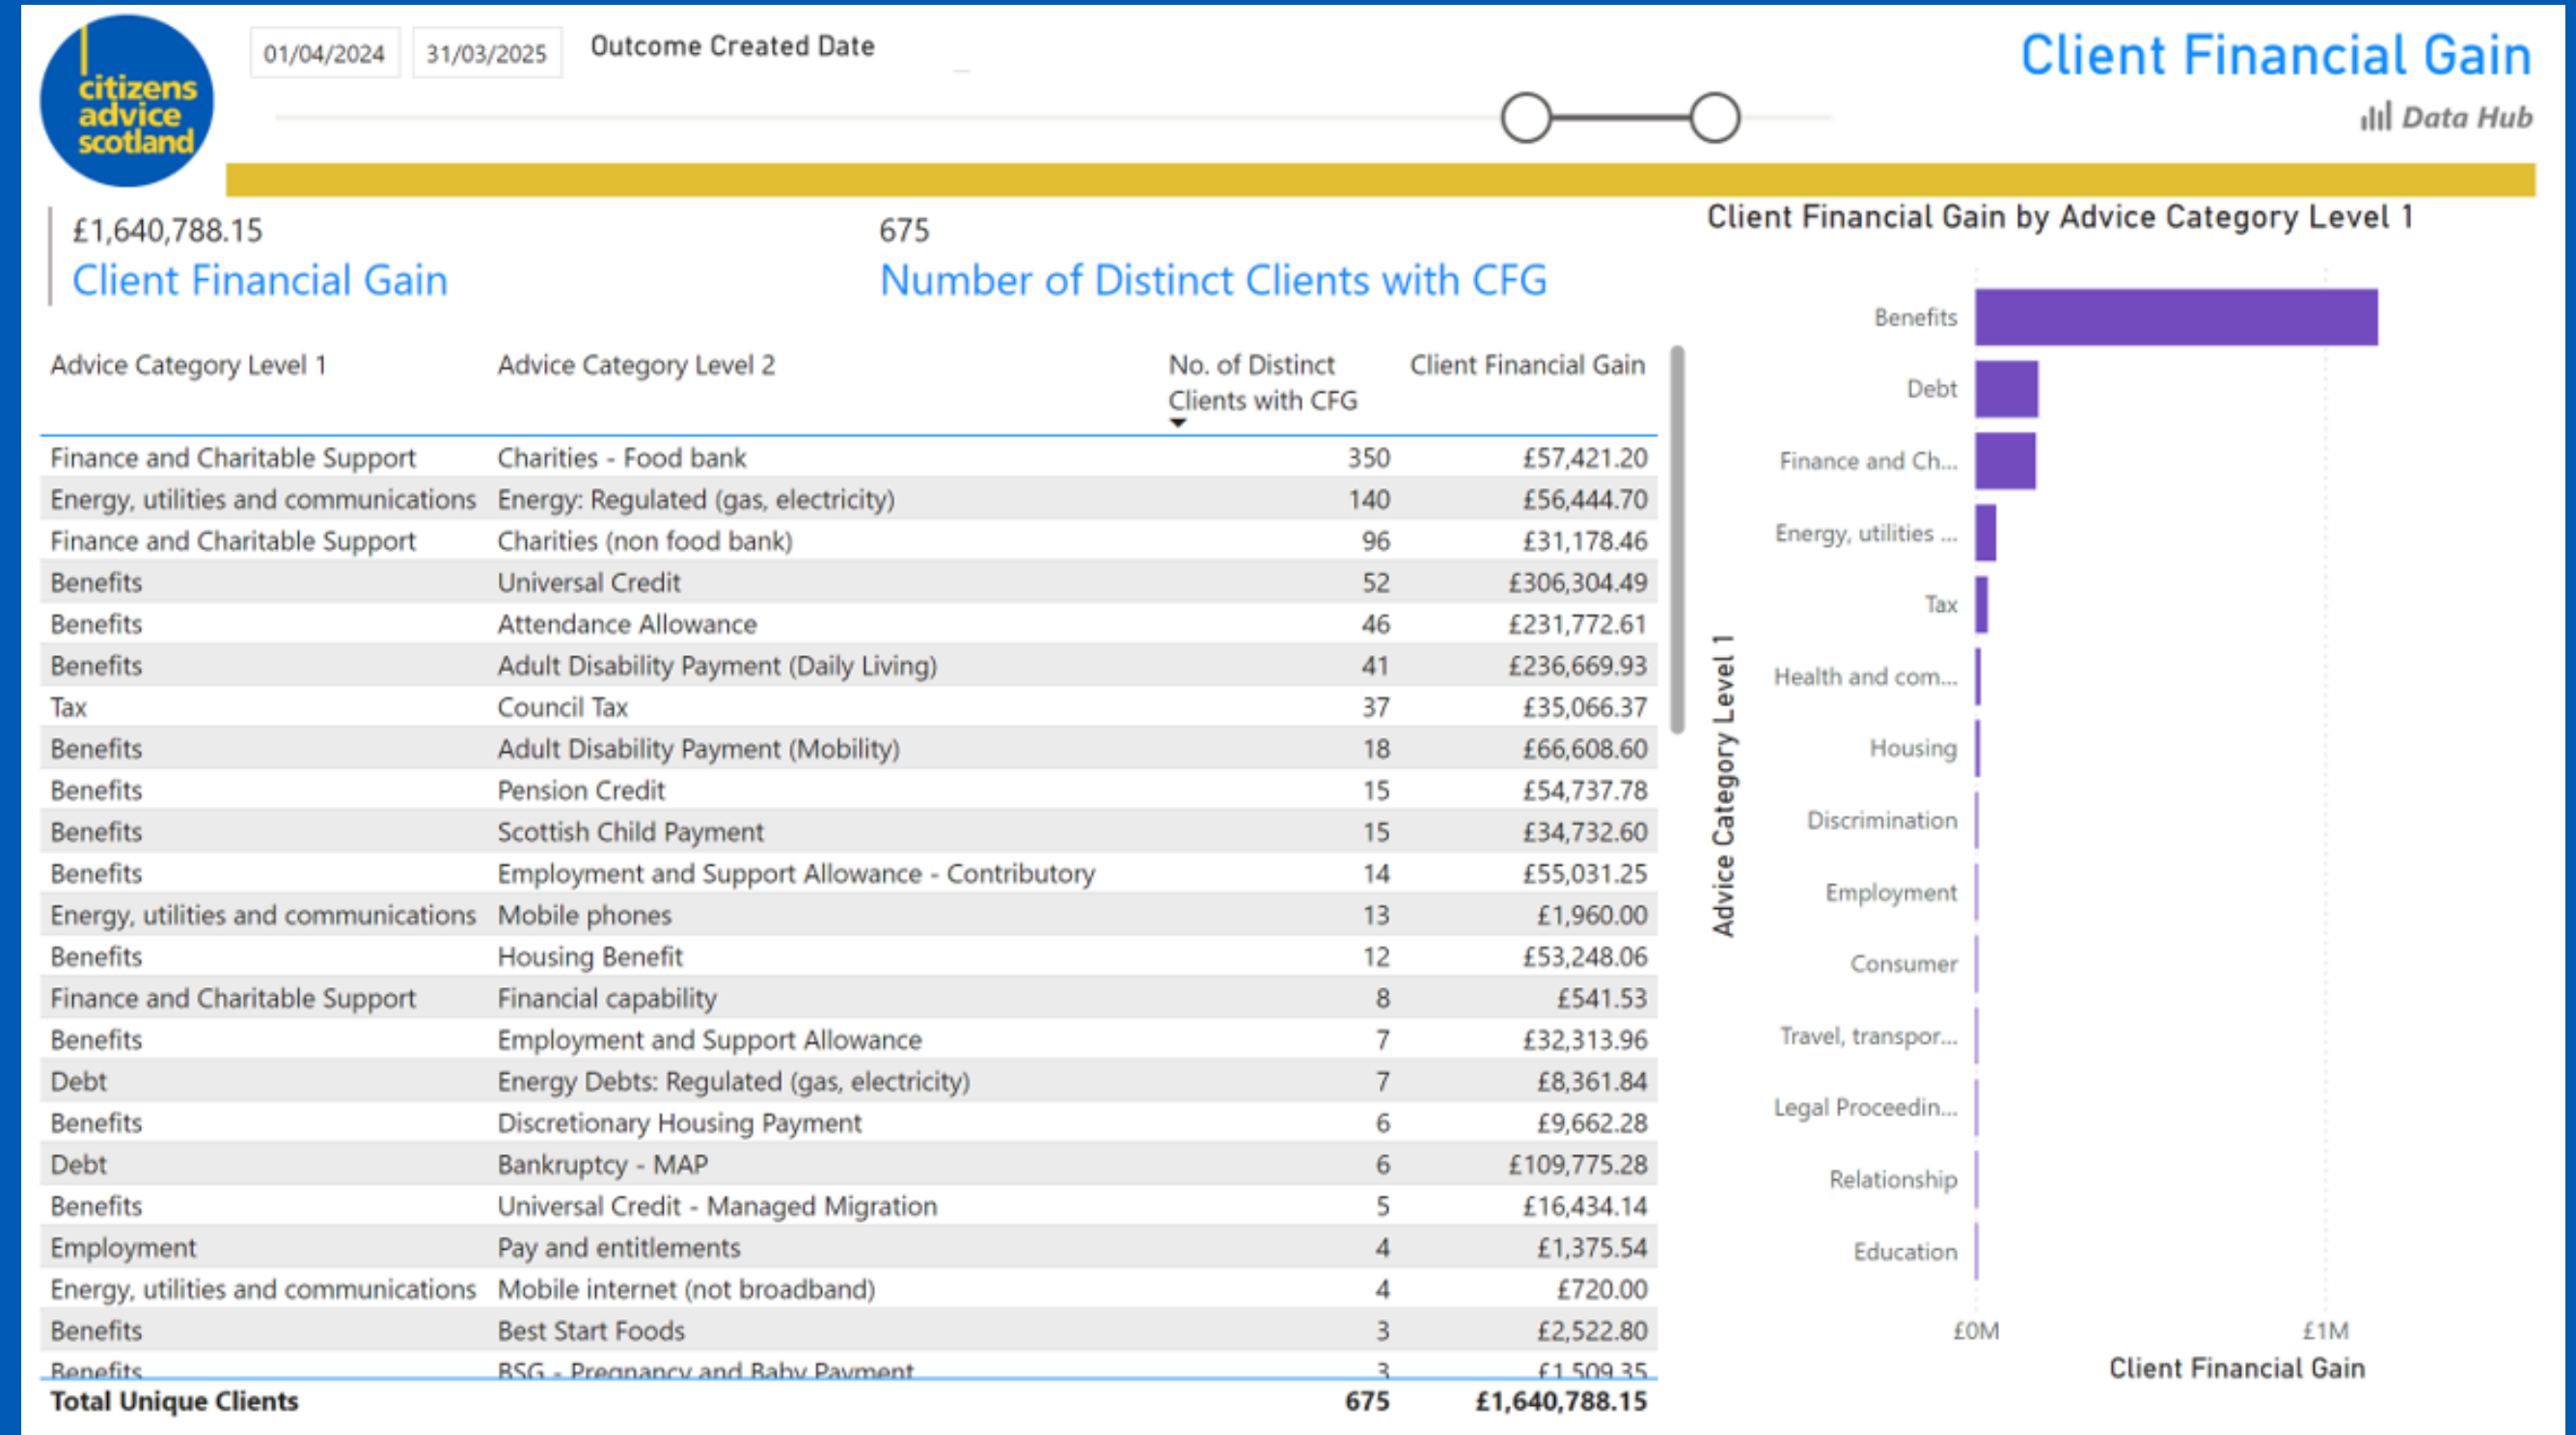 citizens
advice
scotland
01/04/2024 31/03/2025 Outcome Created Date
Client Financial Gain
Data Hub
£1,640,788.15
Client Financial Gain
675
Number of Distinct Clients with CFG
Advice Category Level 1 Advice Category Level 2 No. of Distinct Clients with CFG Client Financial Gain
Finance and Charitable Support Charities - Food bank 350 £57,421.20
Energy, utilities and communications Energy: Regulated (gas, electricity) 140 £56,444.70
Finance and Charitable Support Charities (non food bank) 96 £31,178.46
Benefits Universal Credit 52 £306,304.49
Benefits Attendance Allowance 46 £231,772.61
Benefits Adult Disability Payment (Daily Living) 41 £236,669.93
Tax Council Tax 37 £35,066.37
Benefits Adult Disability Payment (Mobility) 18 £66,608.60
Benefits Pension Credit 15 £54,737.78
Benefits Scottish Child Payment 15 £34,732.60
Benefits Employment and Support Allowance - Contributory 14 £55,031.25
Energy, utilities and communications Mobile phones 13 £1,960.00
Benefits Housing Benefit 12 £53,248.06
Finance and Charitable Support Financial capability 8 £541.53
Benefits Employment and Support Allowance 7 £32,313.96
Debt Energy Debts: Regulated (gas, electricity) 7 £8,361.84
Benefits Discretionary Housing Payment 6 £9,662.28
Debt Bankruptcy - MAP 6 £109,775.28
Benefits Universal Credit - Managed Migration 5 £16,434.14
Employment Pay and entitlements 4 £1,375.54
Energy, utilities and communications Mobile internet (not broadband) 4 £720.00
Benefits Best Start Foods 3 £2,522.80
Benefits BSG - Pregnancy and Baby Payment 3 £1,509.35
Total Unique Clients 675 £1,640,788.15
Client Financial Gain by Advice Category Level 1
Advice Category Level 1
Benefits
Debt
Finance and Ch...
Energy, utilities ...
Tax
Health and com...
Housing
Discrimination
Employment
Consumer
Travel, transpor...
Legal Proceedin...
Relationship
Education
£0M £1M
Client Financial Gain